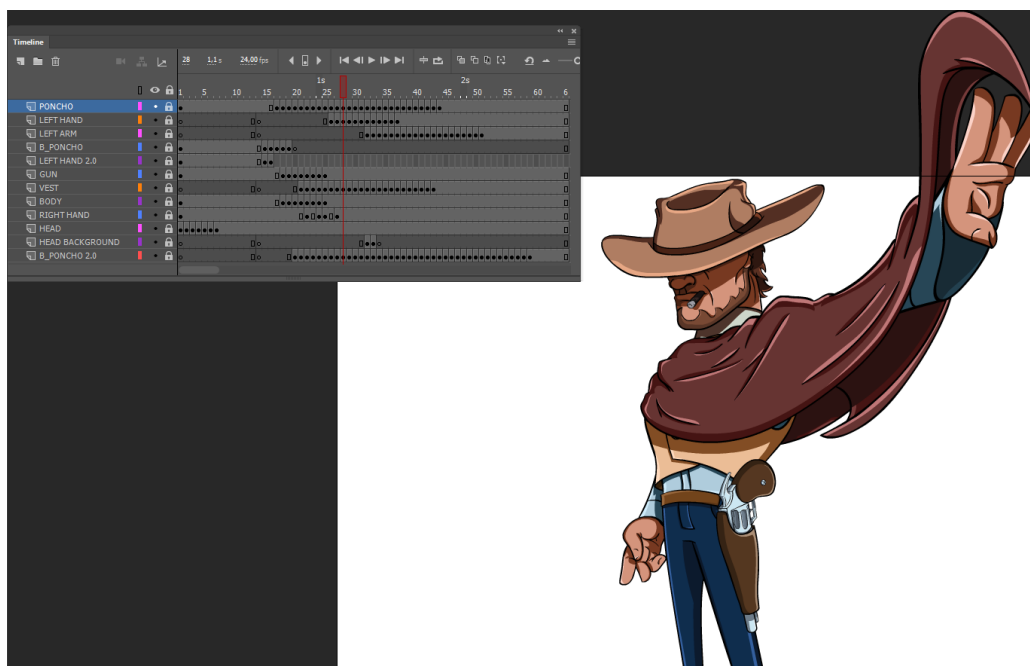 Timeline
28 1,1 s 24,00 fps
1s 2s
1 5 10 15 20 25 30 35 40 45 50 55 60 6
PONCHO
LEFT HAND
LEFT ARM
B_PONCHO
LEFT HAND 2.0
GUN
VEST
BODY
RIGHT HAND
HEAD
HEAD BACKGROUND
B_PONCHO 2.0